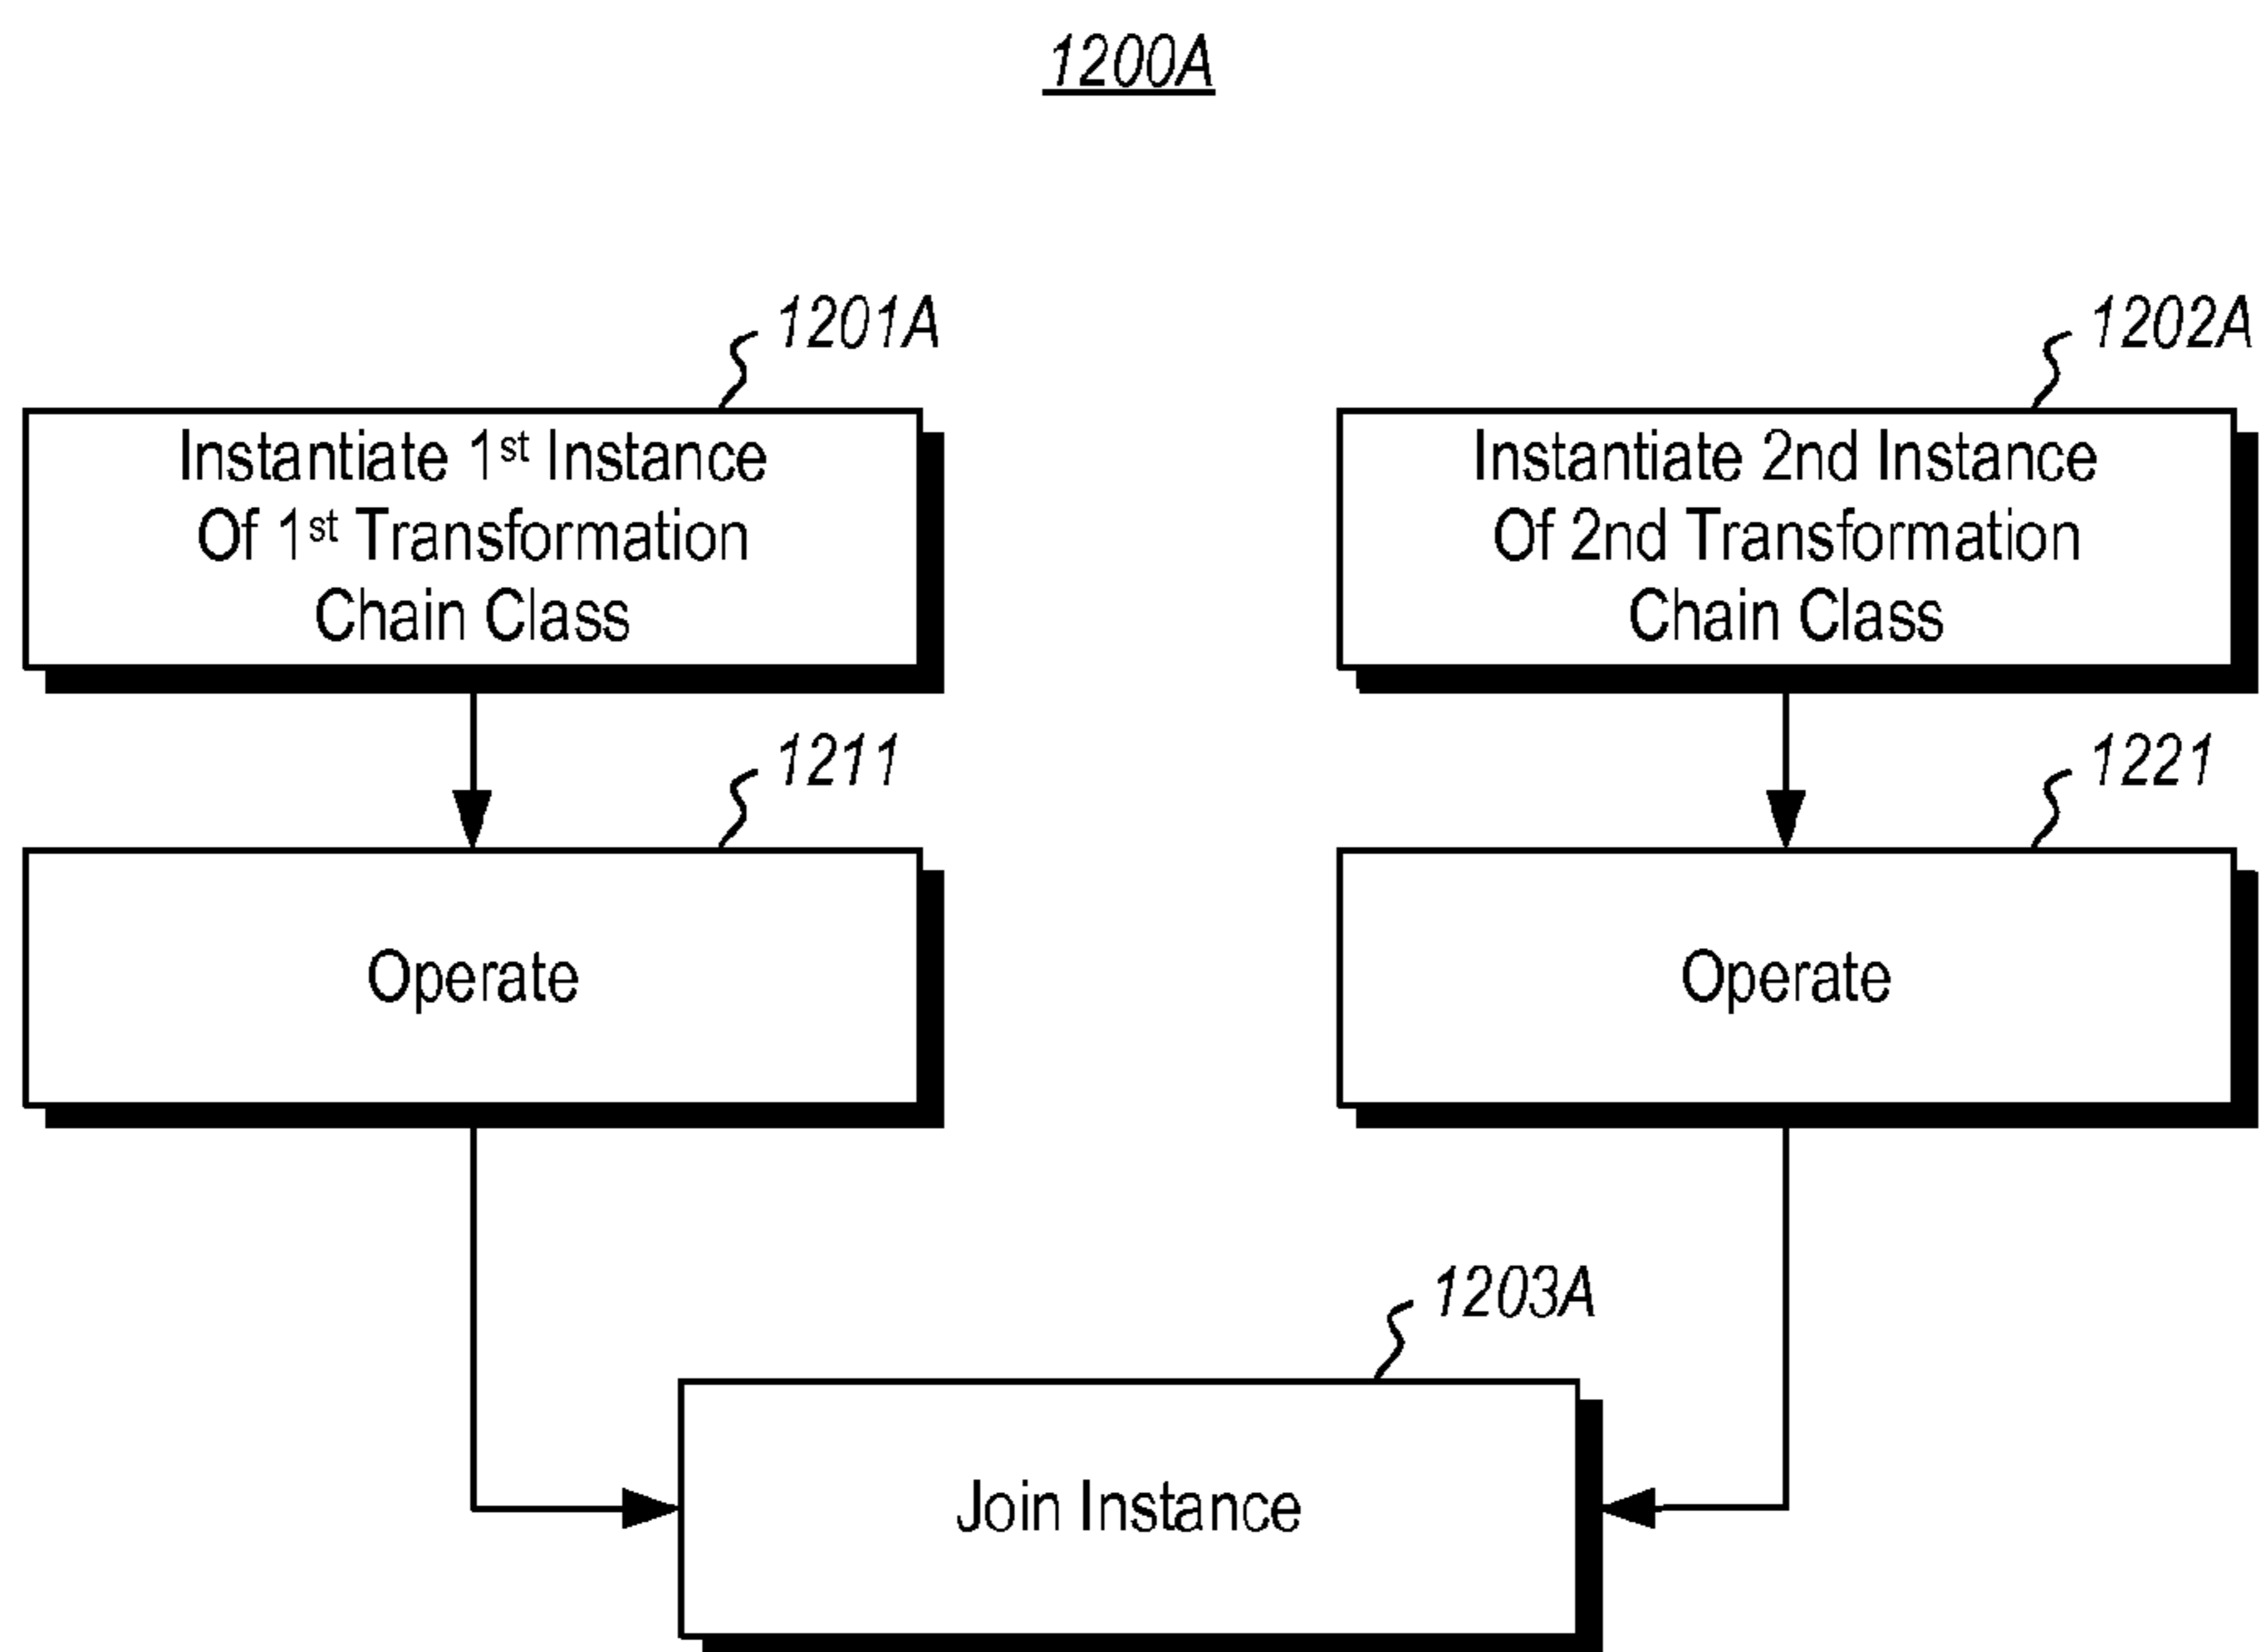 1200A
1201A
Instantiate 1st Instance
Of 1st Transformation
Chain Class
1202A
Instantiate 2nd Instance
Of 2nd Transformation
Chain Class
1211
Operate
1221
Operate
1203A
Join Instance